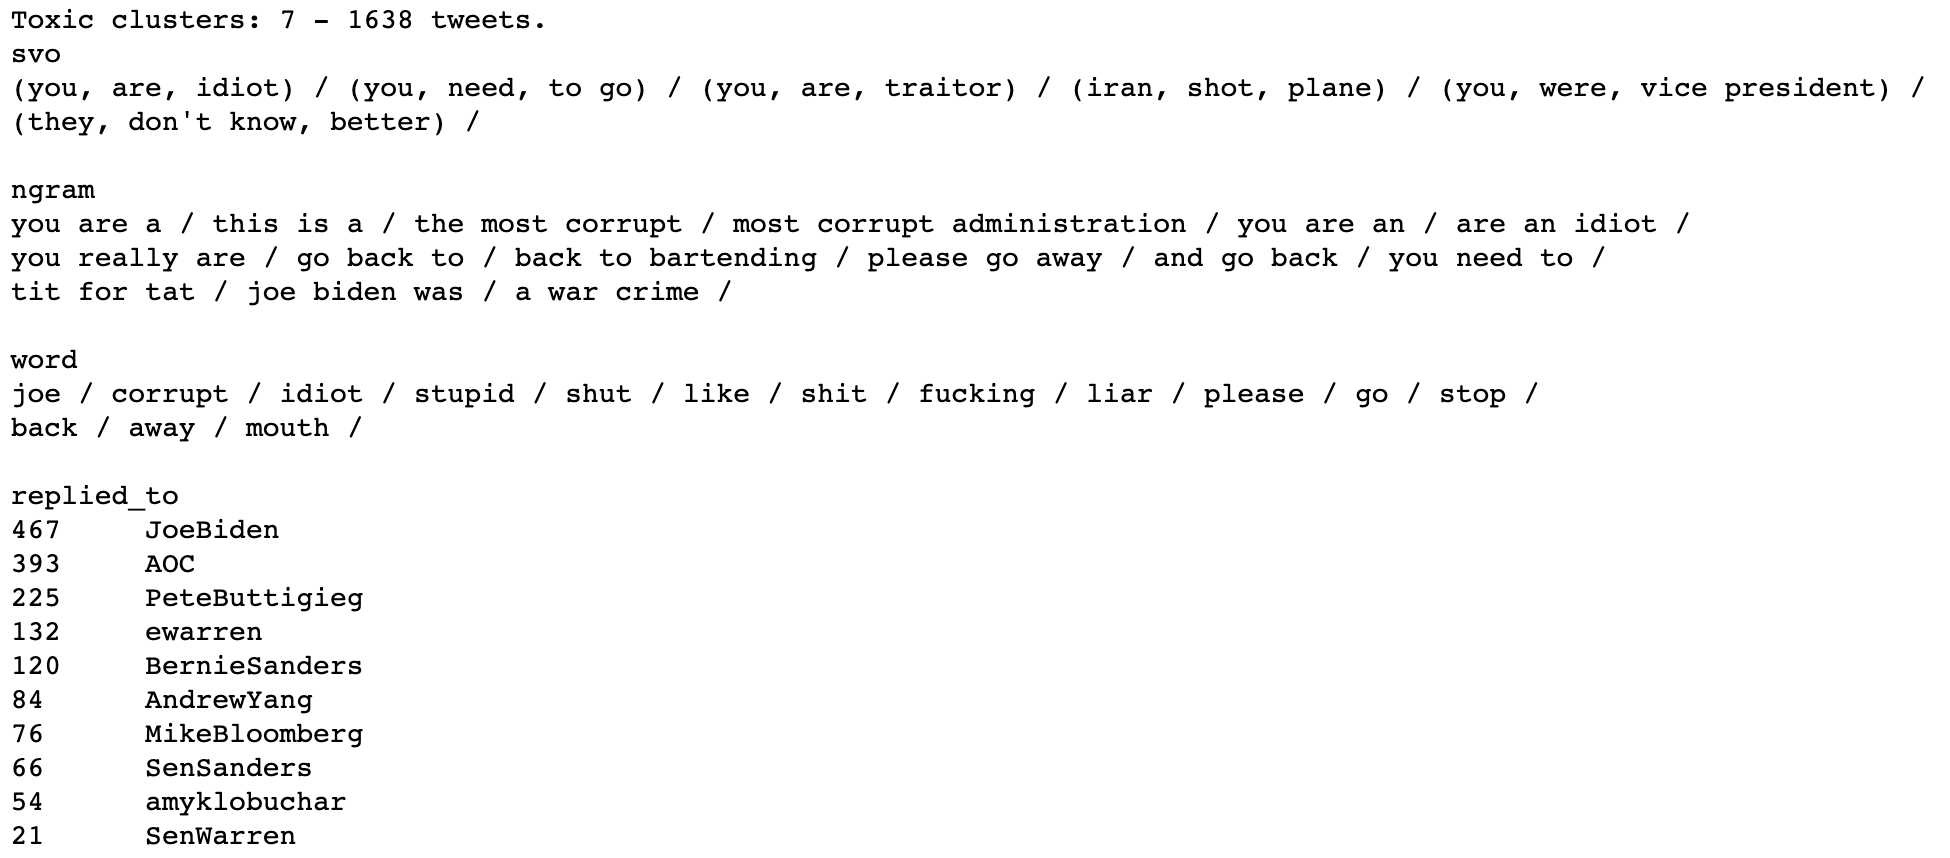 Toxic clusters: 7 - 1638 tweets.
svo
(you, are, idiot) / (you, need, to go) / (you, are, traitor) / (iran, shot, plane) / (you, were, vice president) /
(they, don't know, better) /

ngram
you are a / this is a / the most corrupt / most corrupt administration / you are an / are an idiot /
you really are / go back to / back to bartending / please go away / and go back / you need to /
tit for tat / joe biden was / a war crime /

word
joe / corrupt / idiot / stupid / shut / like / shit / fucking / liar / please / go / stop /
back / away / mouth /

replied_to
467 JoeBiden
393 AOC
225 PeteButtigieg
132 ewarren
120 BernieSanders
84 AndrewYang
76 MikeBloomberg
66 SenSanders
54 amyklobuchar
21 SenWarren